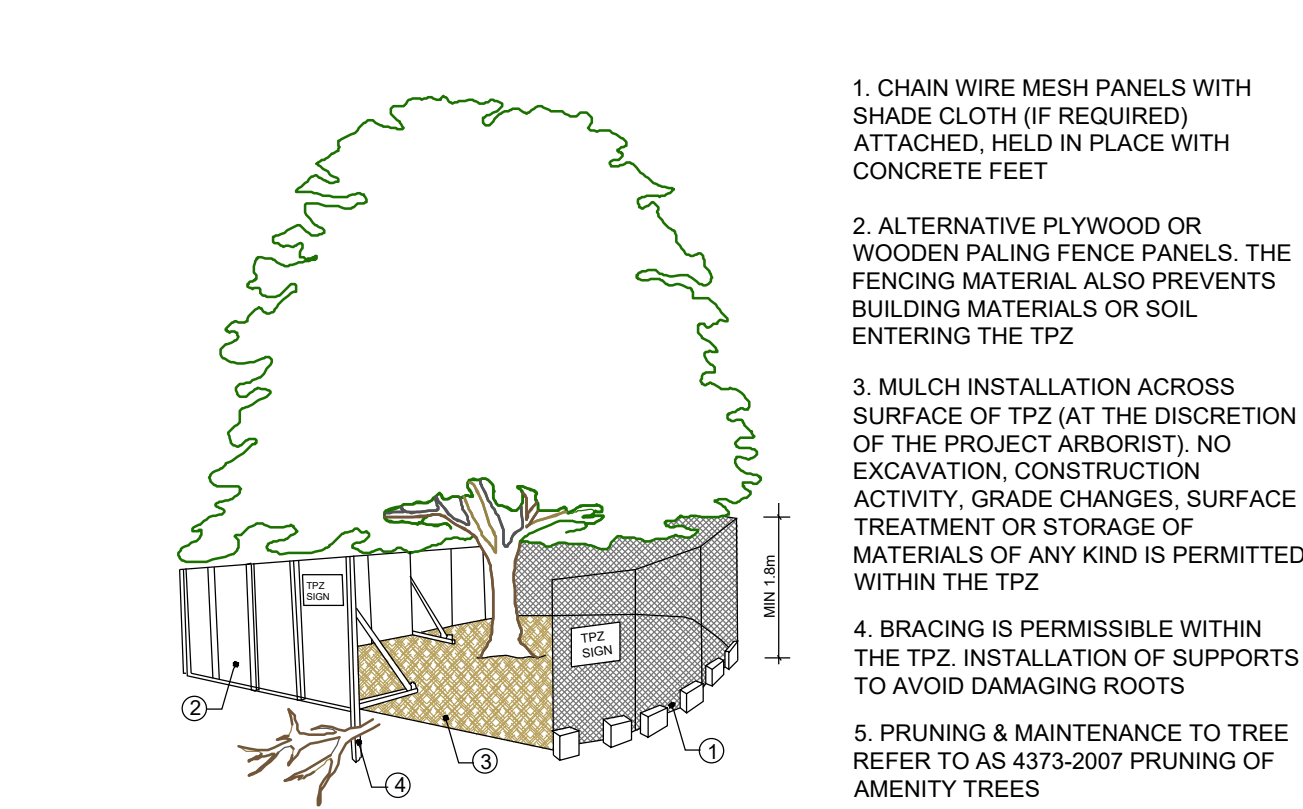 1. CHAIN WIRE MESH PANELS WITH
SHADE CLOTH (IF REQUIRED)
ATTACHED, HELD IN PLACE WITH
CONCRETE FEET
2. ALTERNATIVE PLYWOOD OR
WOODEN PALING FENCE PANELS. THE
FENCING MATERIAL ALSO PREVENTS
BUILDING MATERIALS OR SOIL
ENTERING THE TPZ
3. MULCH INSTALLATION ACROSS
SURFACE OF TPZ (AT THE DISCRETION
OF THE PROJECT ARBORIST). NO
EXCAVATION, CONSTRUCTION
ACTIVITY, GRADE CHANGES, SURFACE
TREATMENT OR STORAGE OF
MATERIALS OF ANY KIND IS PERMITTED
WITHIN THE TPZ
4. BRACING IS PERMISSIBLE WITHIN
THE TPZ. INSTALLATION OF SUPPORTS
TO AVOID DAMAGING ROOTS
5. PRUNING & MAINTENANCE TO TREE
REFER TO AS 4373-2007 PRUNING OF
AMENITY TREES
MIN 1.8m
TPZ
SIGN
TPZ
SIGN
2
3
1
4